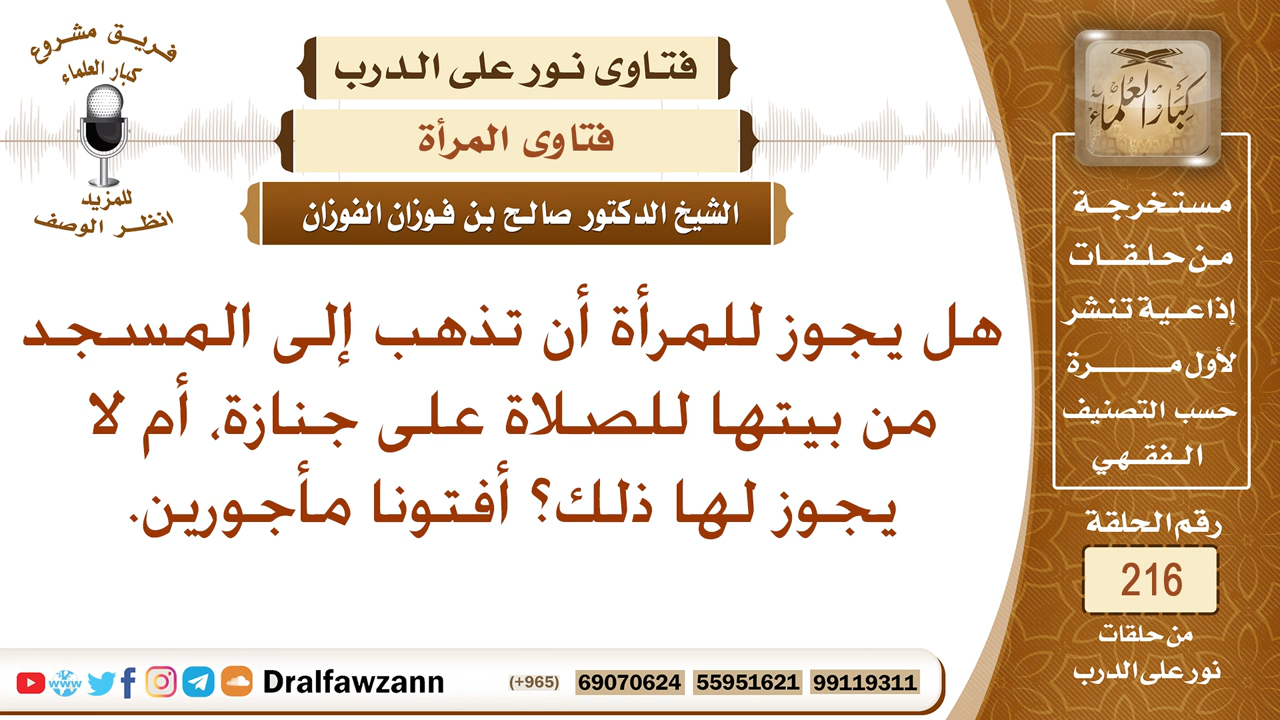 فريق مشروع
كبار العلماء
للمزيد
انظر الوصف
فتاوى نور على الدرب
فتاوى المرأة
الشيخ الدكتور صالح بن فوزان الفوزان
هل يجوز للمرأة أن تذهب إلى المسجد
من بيتها للصلاة على جنازة، أم لا
يجوز لها ذلك؟ أفتونا مأجورين.
كبار العلماء
مستخرجة
من حلقات
إذاعية تنشر
لأول مرة
حسب التصنيف
الفقهي
رقم الحلقة
216
من حلقات
نور على الدرب
www Dralfawzann (+965) 69070624 55951621 99119311